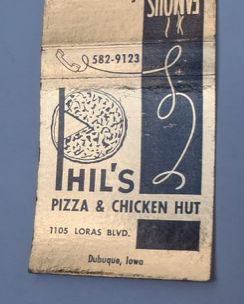 FAMOUS
582-9123
PHIL'S
PIZZA & CHICKEN HUT
1105 LORAS BLVD.
Dubuque, Iowa